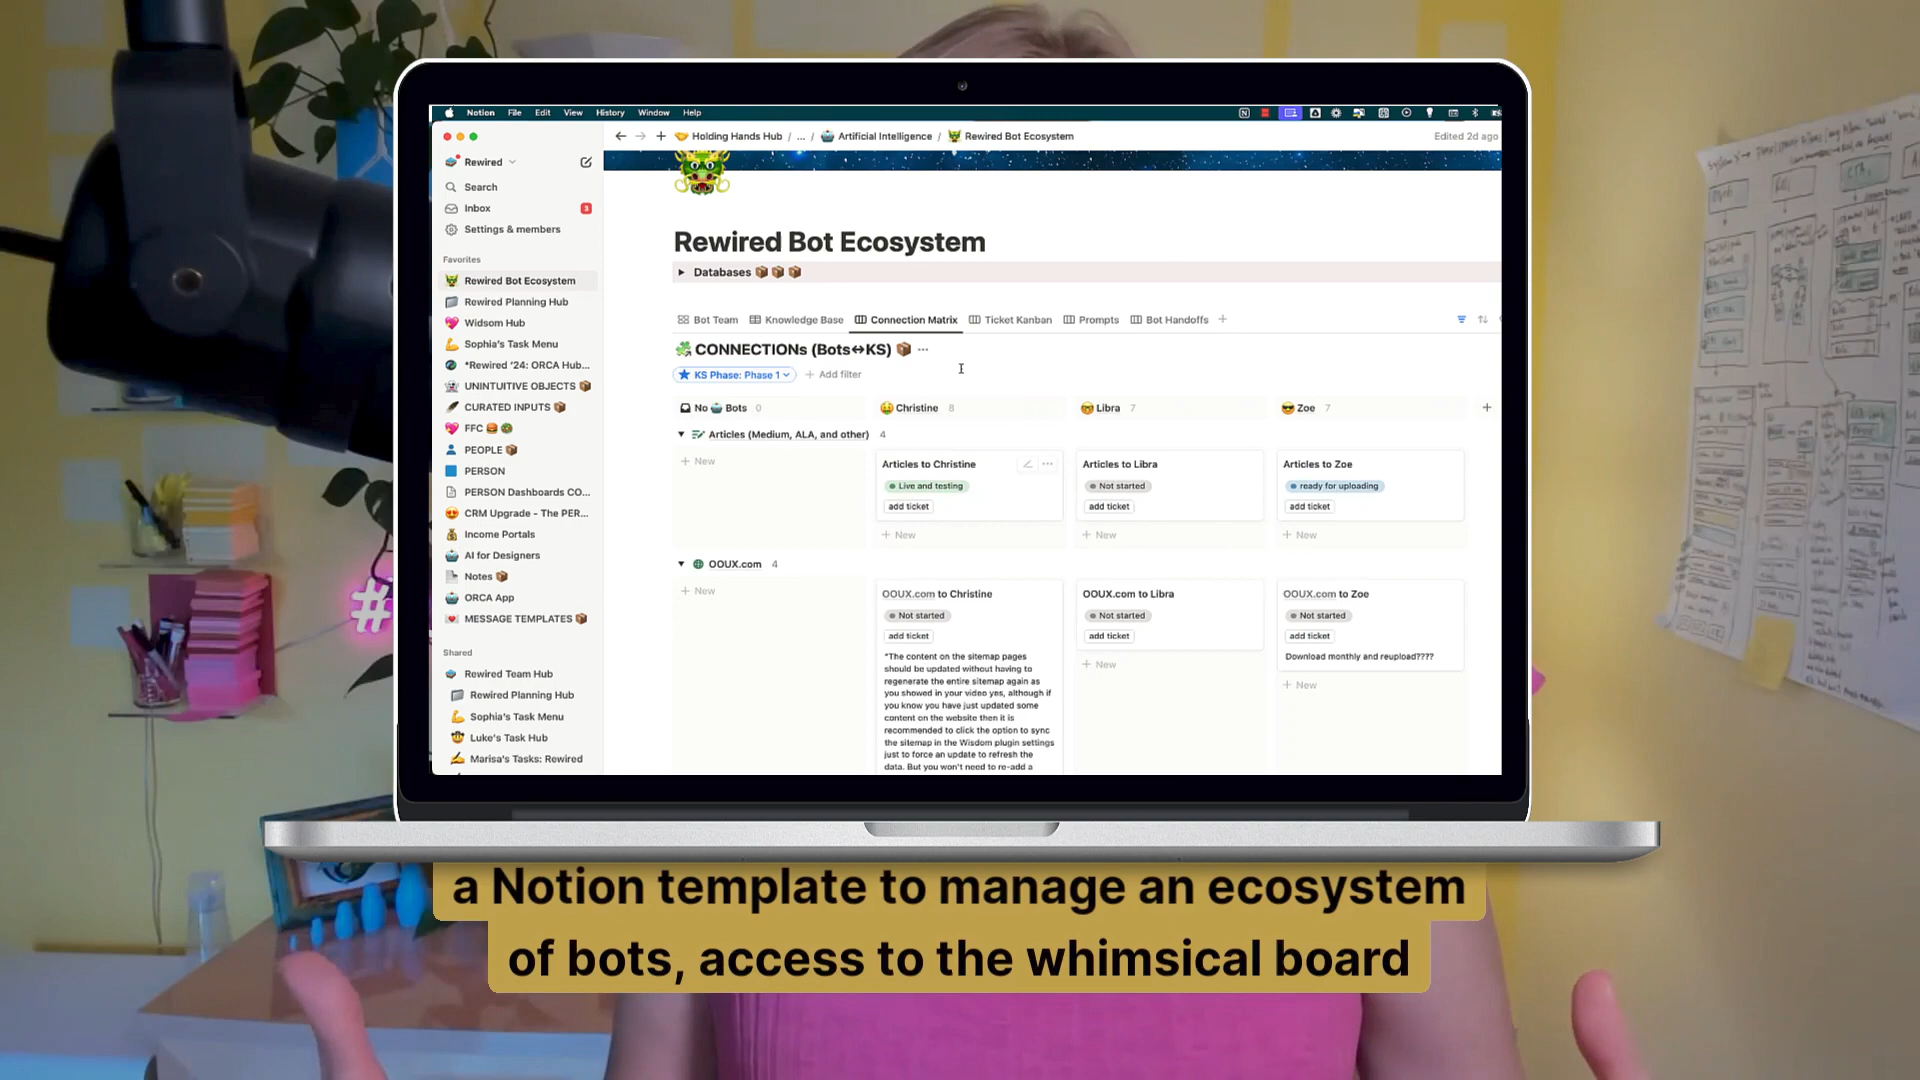 Notion File Edit View History Window Help
Holding Hands Hub / ... / Artificial Intelligence / Rewired Bot Ecosystem
Edited 2d ago
Rewired
Search
Inbox 3
Settings & members
Favorites
Rewired Bot Ecosystem
Rewired Planning Hub
Widsom Hub
Sophia's Task Menu
*Rewired '24: ORCA Hub...
UNINTUITIVE OBJECTS
CURATED INPUTS
FFC
PEOPLE
PERSON
PERSON Dashboards CO...
CRM Upgrade - The PER...
Income Portals
AI for Designers
Notes
ORCA App
MESSAGE TEMPLATES
Shared
Rewired Team Hub
Rewired Planning Hub
Sophia's Task Menu
Luke's Task Hub
Marisa's Tasks: Rewired
Rewired Bot Ecosystem
Databases
Bot Team Knowledge Base Connection Matrix Ticket Kanban Prompts Bot Handoffs +
CONNECTIONs (Bots↔KS) ...
KS Phase: Phase 1 + Add filter
No Bots 0 Christine 8 Libra 7 Zoe 7 +
Articles (Medium, ALA, and other) 4
+ New
Articles to Christine
Live and testing
add ticket
+ New
Articles to Libra
Not started
add ticket
+ New
Articles to Zoe
ready for uploading
add ticket
+ New
OOUX.com 4
+ New
OOUX.com to Christine
Not started
add ticket
"The content on the sitemap pages
should be updated without having to
regenerate the entire sitemap again as
you showed in your video yes, although if
you know you have just updated some
content on the website then it is
recommended to click the option to sync
the sitemap in the Wisdom plugin settings
just to force an update to refresh the
data. But you won't need to re-add a
OOUX.com to Libra
Not started
add ticket
+ New
OOUX.com to Zoe
Not started
add ticket
Download monthly and reupload????
+ New
#
a Notion template to manage an ecosystem
of bots, access to the whimsical board